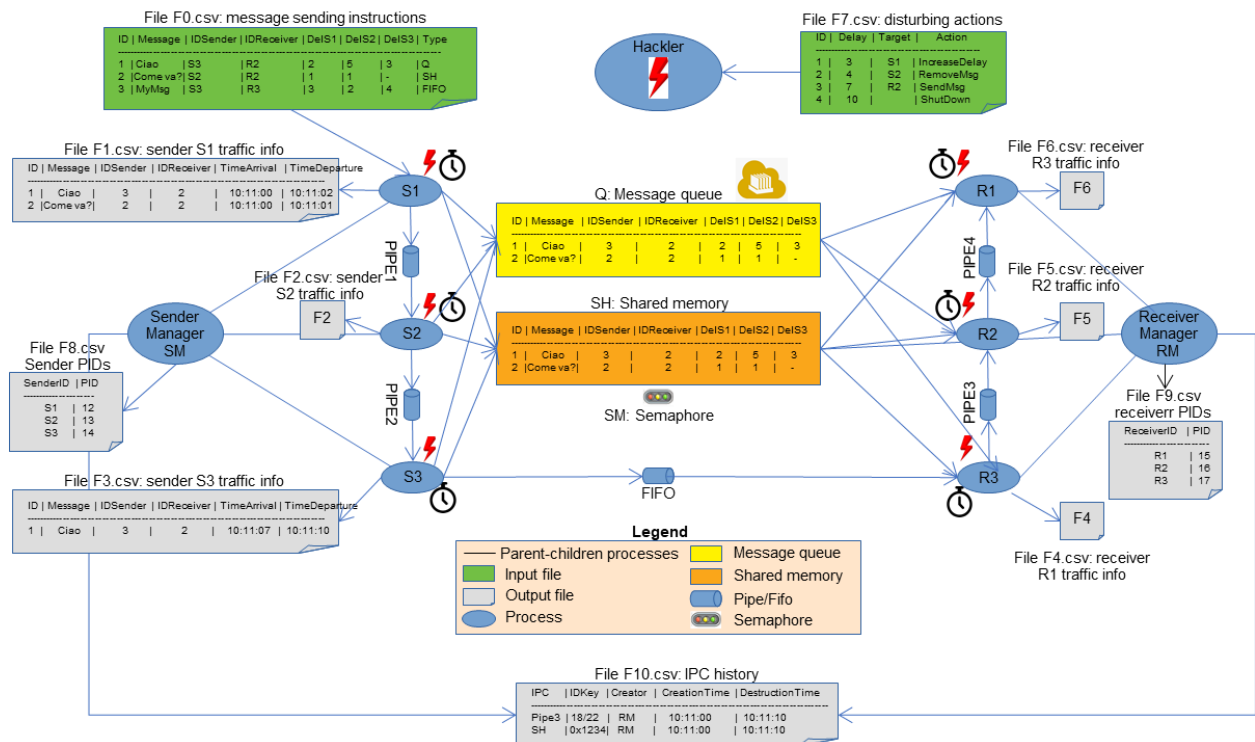 File F0.csv: message sending instructions
ID | Message | IDSender | IDReceiver | DelS1 | DelS2 | DelS3 | Type
1 | Ciao | S3 | R2 | 2 | 5 | 3 | Q
2 |Come va?| S2 | R2 | 1 | 1 | - | SH
3 | MyMsg | S3 | R3 | 3 | 2 | 4 | FIFO
Hackler
File F7.csv: disturbing actions
ID | Delay | Target | Action
1 | 3 | S1 | IncreaseDelay
2 | 4 | S2 | RemoveMsg
3 | 7 | R2 | SendMsg
4 | 10 | | ShutDown
File F1.csv: sender S1 traffic info
ID | Message | IDSender | IDReceiver | TimeArrival | TimeDeparture
1 | Ciao | 3 | 2 | 10:11:00 | 10:11:02
2 |Come va?| 2 | 2 | 10:11:00 | 10:11:01
S1
Q: Message queue
ID | Message | IDSender | IDReceiver | DelS1 | DelS2 | DelS3
1 | Ciao | 3 | 2 | 2 | 5 | 3
2 |Come va?| 2 | 2 | 1 | 1 | -
R1
File F6.csv: receiver
R3 traffic info
F6
PIPE1
PIPE4
File F2.csv: sender
S2 traffic info
F2
S2
SH: Shared memory
ID | Message | IDSender | IDReceiver | DelS1 | DelS2 | DelS3
1 | Ciao | 3 | 2 | 2 | 5 | 3
2 |Come va?| 2 | 2 | 1 | 1 | -
SM: Semaphore
R2
File F5.csv: receiver
R2 traffic info
F5
Sender
Manager
SM
Receiver
Manager
RM
File F8.csv
Sender PIDs
SenderID | PID
S1 | 12
S2 | 13
S3 | 14
PIPE2
PIPE3
File F9.csv
receiverr PIDs
ReceiverID | PID
R1 | 15
R2 | 16
R3 | 17
File F3.csv: sender S3 traffic info
ID | Message | IDSender | IDReceiver | TimeArrival | TimeDeparture
1 | Ciao | 3 | 2 | 10:11:07 | 10:11:10
S3
FIFO
R3
F4
File F4.csv: receiver
R1 traffic info
Legend
Parent-children processes
Input file
Output file
Process
Message queue
Shared memory
Pipe/Fifo
Semaphore
File F10.csv: IPC history
IPC | IDKey | Creator | CreationTime | DestructionTime
Pipe3 | 18/22 | RM | 10:11:00 | 10:11:10
SH | 0x1234 | RM | 10:11:00 | 10:11:10